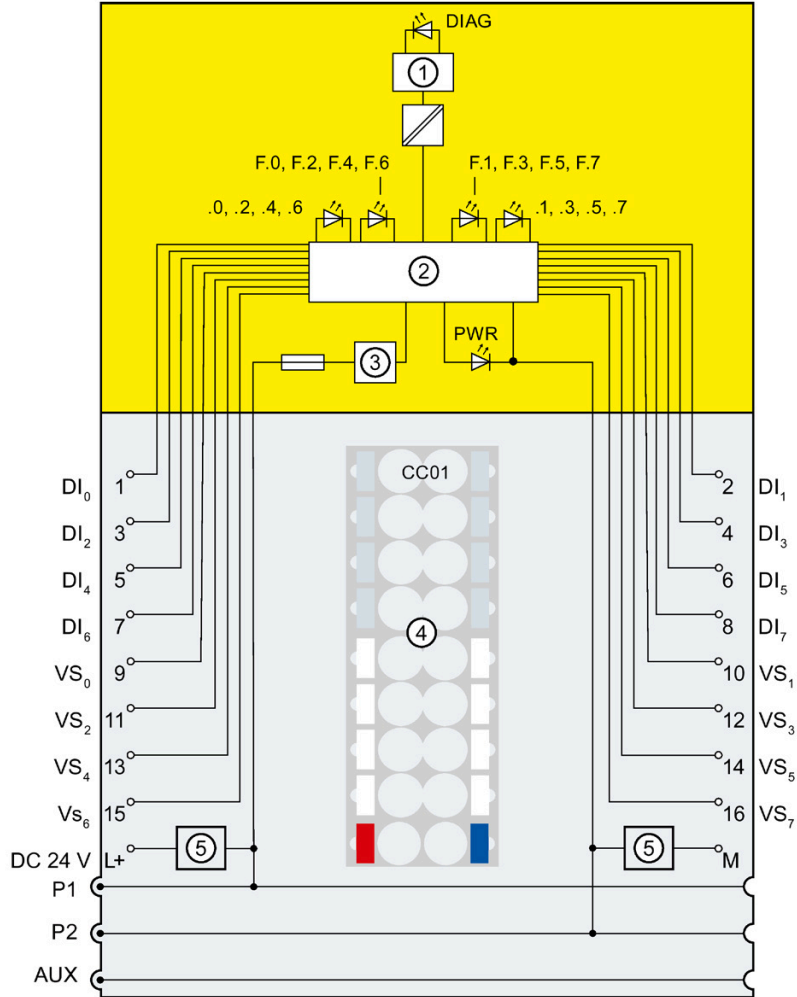 DIAG
1
F.0, F.2, F.4, F.6
F.1, F.3, F.5, F.7
.0, .2, .4, .6
.1, .3, .5, .7
2
PWR
3
CC01
DI₀ 1
2 DI₁
DI₂ 3
4 DI₃
DI₄ 5
6 DI₅
DI₆ 7
8 DI₇
4
VS₀ 9
10 VS₁
VS₂ 11
12 VS₃
VS₄ 13
14 VS₅
Vs₆ 15
16 VS₇
DC 24 V L+
5
5
M
P1
P2
AUX